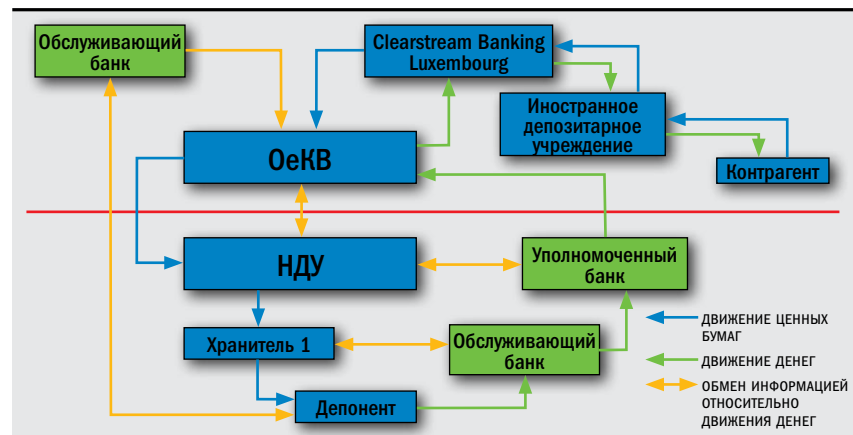 Обслуживающий
банк
Clearstream Banking
Luxembourg
Иностранное
депозитарное
учреждение
ОеКВ
Контрагент
НДУ
Уполномоченный
банк
Хранитель 1
Обслуживающий
банк
Депонент
ДВИЖЕНИЕ ЦЕННЫХ
БУМАГ
ДВИЖЕНИЕ ДЕНЕГ
ОБМЕН ИНФОРМАЦИЕЙ
ОТНОСИТЕЛЬНО
ДВИЖЕНИЯ ДЕНЕГ